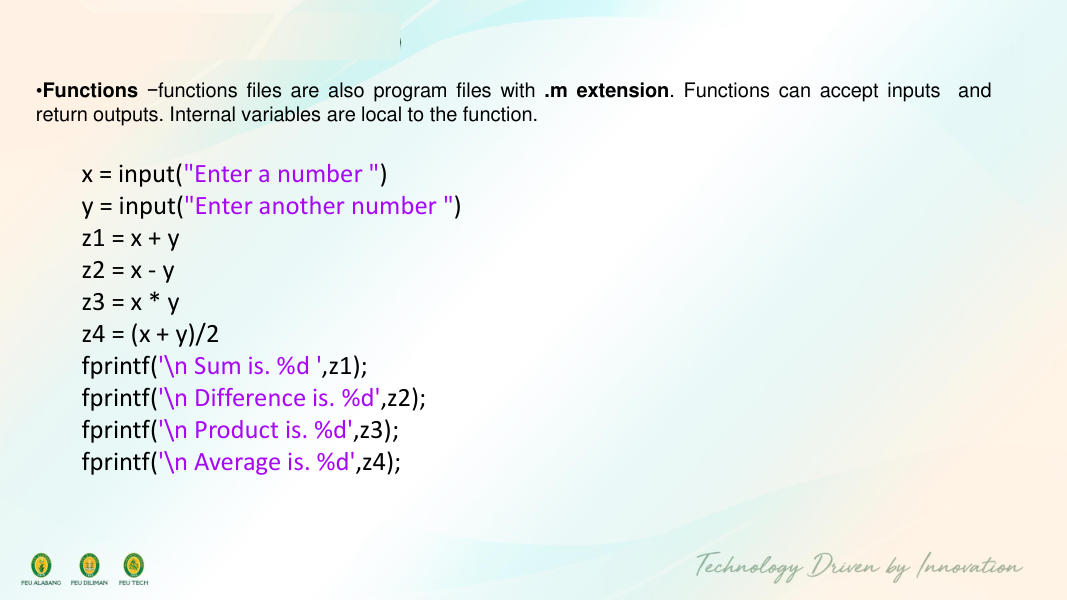 •Functions −functions files are also program files with .m extension. Functions can accept inputs and
return outputs. Internal variables are local to the function.
x = input("Enter a number ")
y = input("Enter another number ")
z1 = x + y
z2 = x - y
z3 = x * y
z4 = (x + y)/2
fprintf('\n Sum is. %d ',z1);
fprintf('\n Difference is. %d',z2);
fprintf('\n Product is. %d',z3);
fprintf('\n Average is. %d',z4);
FEU ALABANG FEU DILIMAN FEU TECH
Technology Driven by Innovation